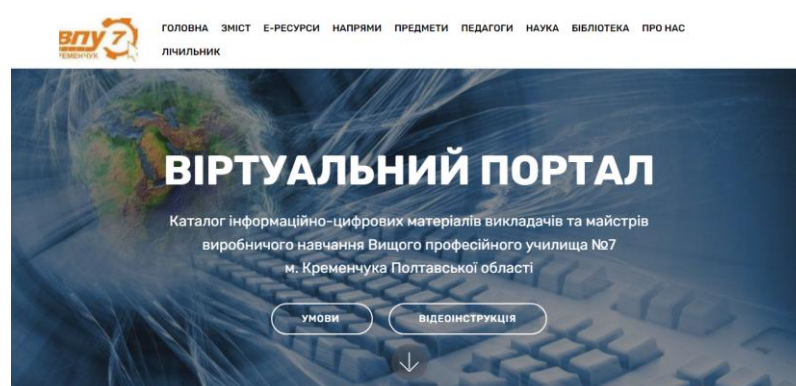 ВПУ 7
КРЕМЕНЧУК
ГОЛОВНА ЗМІСТ Е-РЕСУРСИ НАПРЯМИ ПРЕДМЕТИ ПЕДАГОГИ НАУКА БІБЛІОТЕКА ПРО НАС
ЛІЧИЛЬНИК
ВІРТУАЛЬНИЙ ПОРТАЛ
Каталог інформаційно-цифрових матеріалів викладачів та майстрів
виробничого навчання Вищого професійного училища №7
м. Кременчука Полтавської області
УМОВИ ВІДЕОІНСТРУКЦІЯ